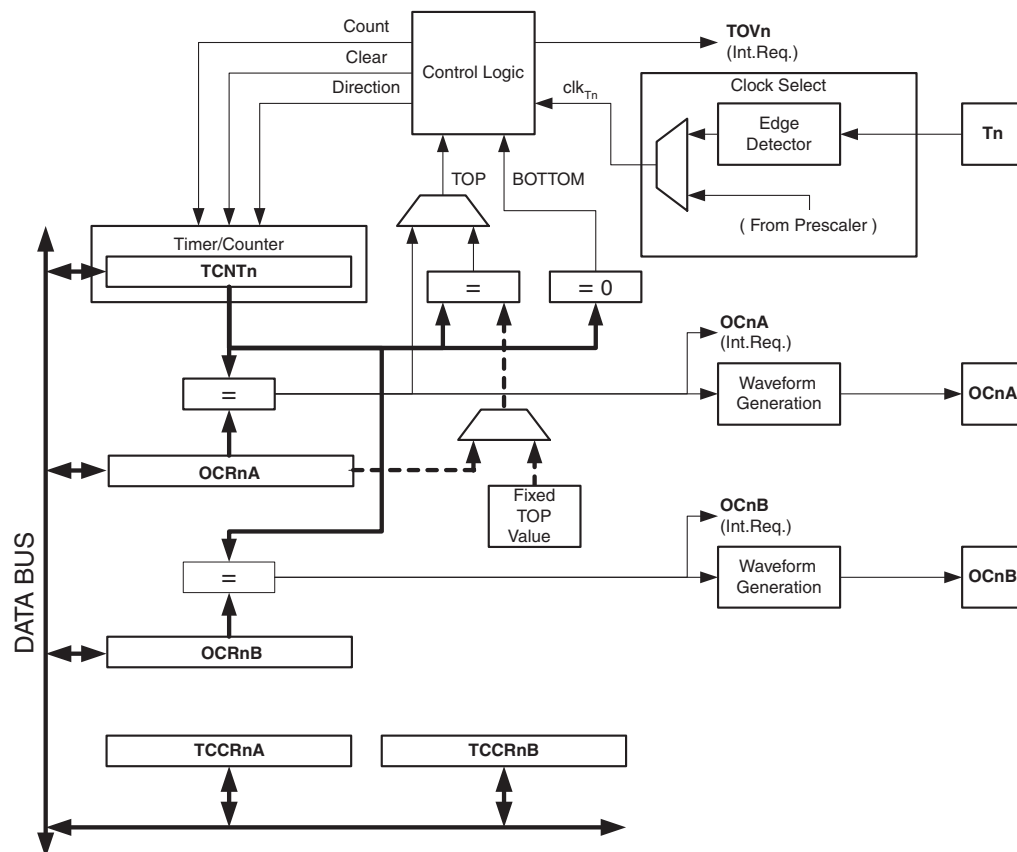 Count
Clear
Direction
Control Logic
TOVn
(Int.Req.)
clkTn
Clock Select
Edge
Detector
Tn
( From Prescaler )
TOP
BOTTOM
Timer/Counter
TCNTn
=
= 0
OCnA
(Int.Req.)
=
Waveform
Generation
OCnA
OCRnA
Fixed
TOP
Value
OCnB
(Int.Req.)
=
Waveform
Generation
OCnB
OCRnB
DATA BUS
TCCRnA
TCCRnB